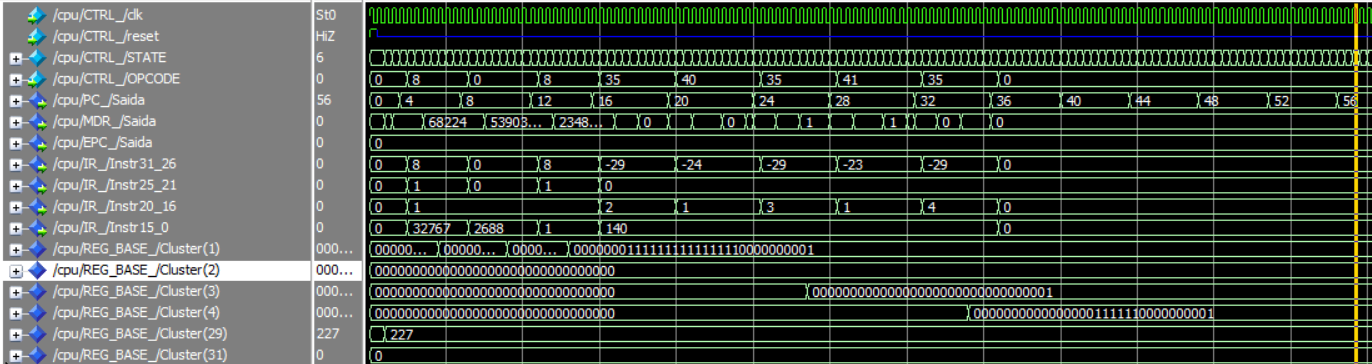 /cpu/CTRL_/clk St0
/cpu/CTRL_/reset HiZ
/cpu/CTRL_/STATE 6
/cpu/CTRL_/OPCODE 0 0 8 0 8 35 40 35 41 35 0
/cpu/PC_/Saida 56 0 4 8 12 16 20 24 28 32 36 40 44 48 52 56
/cpu/MDR_/Saida 0 68224 53903... 2348... 0 0 1 1 0 0
/cpu/EPC_/Saida 0 0
/cpu/IR_/Instr31_26 0 0 8 0 8 -29 -24 -29 -23 -29 0
/cpu/IR_/Instr25_21 0 0 1 0 1 0
/cpu/IR_/Instr20_16 0 0 1 2 1 3 1 4 0
/cpu/IR_/Instr15_0 0 0 32767 2688 1 140 0
/cpu/REG_BASE_/Cluster(1) 000... 00000... 00000... 0000... 00000001111111111111110000000001
/cpu/REG_BASE_/Cluster(2) 000... 00000000000000000000000000000000
/cpu/REG_BASE_/Cluster(3) 000... 00000000000000000000000000000000 00000000000000000000000000000001
/cpu/REG_BASE_/Cluster(4) 000... 00000000000000000000000000000000 00000000000000001111110000000001
/cpu/REG_BASE_/Cluster(29) 227 227
/cpu/REG_BASE_/Cluster(31) 0 0